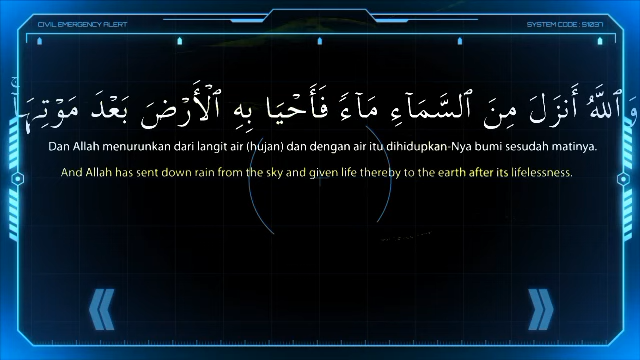 CIVIL EMERGENCY ALERT
SYSTEM CODE : S1037
وَٱللَّهُ أَنزَلَ مِنَ ٱلسَّمَآءِ مَآءً فَأَحْيَا بِهِ ٱلْأَرْضَ بَعْدَ مَوْتِهَآ
Dan Allah menurunkan dari langit air (hujan) dan dengan air itu dihidupkan-Nya bumi sesudah matinya.
And Allah has sent down rain from the sky and given life thereby to the earth after its lifelessness.